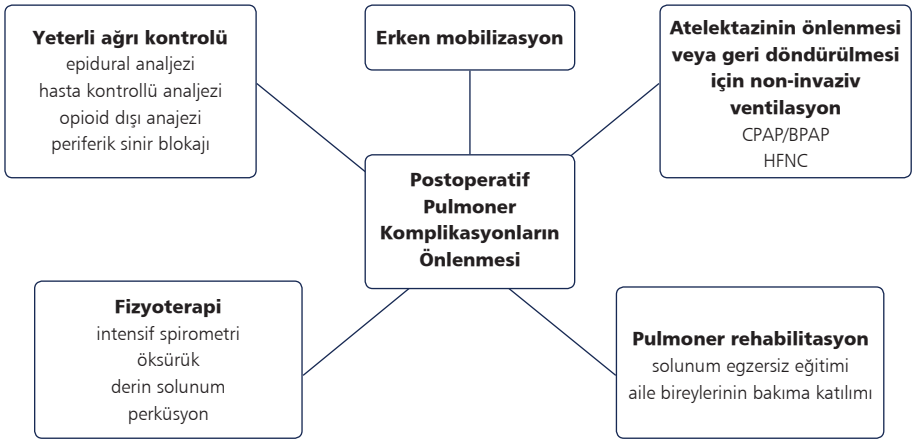 Yeterli ağrı kontrolü
epidural analjezi
hasta kontrollü analjezi
opioid dışı anajezi
periferik sinir blokajı
Erken mobilizasyon
Atelektazinin önlenmesi
veya geri döndürülmesi
için non-invaziv
ventilasyon
CPAP/BPAP
HFNC
Postoperatif
Pulmoner
Komplikasyonların
Önlenmesi
Fizyoterapi
intensif spirometri
öksürük
derin solunum
perküsyon
Pulmoner rehabilitasyon
solunum egzersiz eğitimi
aile bireylerinin bakıma katılımı